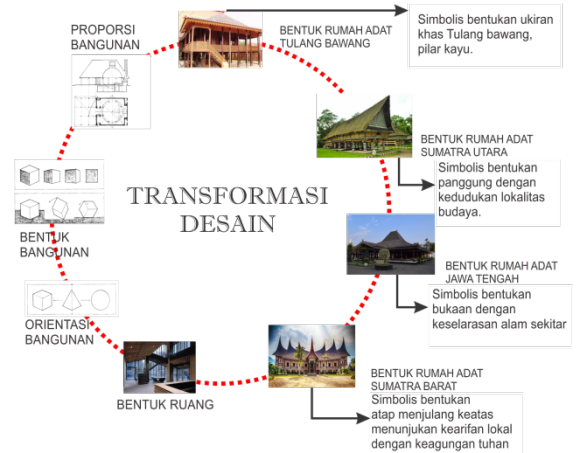 PROPORSI
BANGUNAN
BENTUK RUMAH ADAT
TULANG BAWANG
Simbolis bentukan ukiran
khas Tulang bawang,
pilar kayu.
BENTUK RUMAH ADAT
SUMATRA UTARA
Simbolis bentukan
panggung dengan
kedudukan lokalitas
budaya.
TRANSFORMASI
DESAIN
BENTUK
BANGUNAN
BENTUK RUMAH ADAT
JAWA TENGAH
Simbolis bentukan
bukaan dengan
keselarasan alam sekitar
ORIENTASI
BANGUNAN
BENTUK RUANG
BENTUK RUMAH ADAT
SUMATRA BARAT
Simbolis bentukan
atap menjulang keatas
menunjukan kearifan lokal
dengan keagungan tuhan